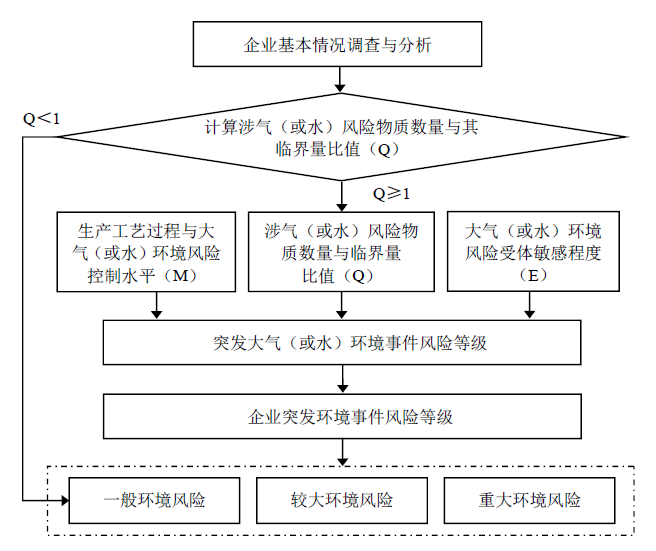 企业基本情况调查与分析
Q＜1
计算涉气（或水）风险物质数量与其
临界量比值（Q）
Q≥1
生产工艺过程与大
气（或水）环境风险
控制水平（M）
涉气（或水）风险物
质数量与临界量
比值（Q）
大气（或水）环境
风险受体敏感程度
（E）
突发大气（或水）环境事件风险等级
企业突发环境事件风险等级
一般环境风险
较大环境风险
重大环境风险